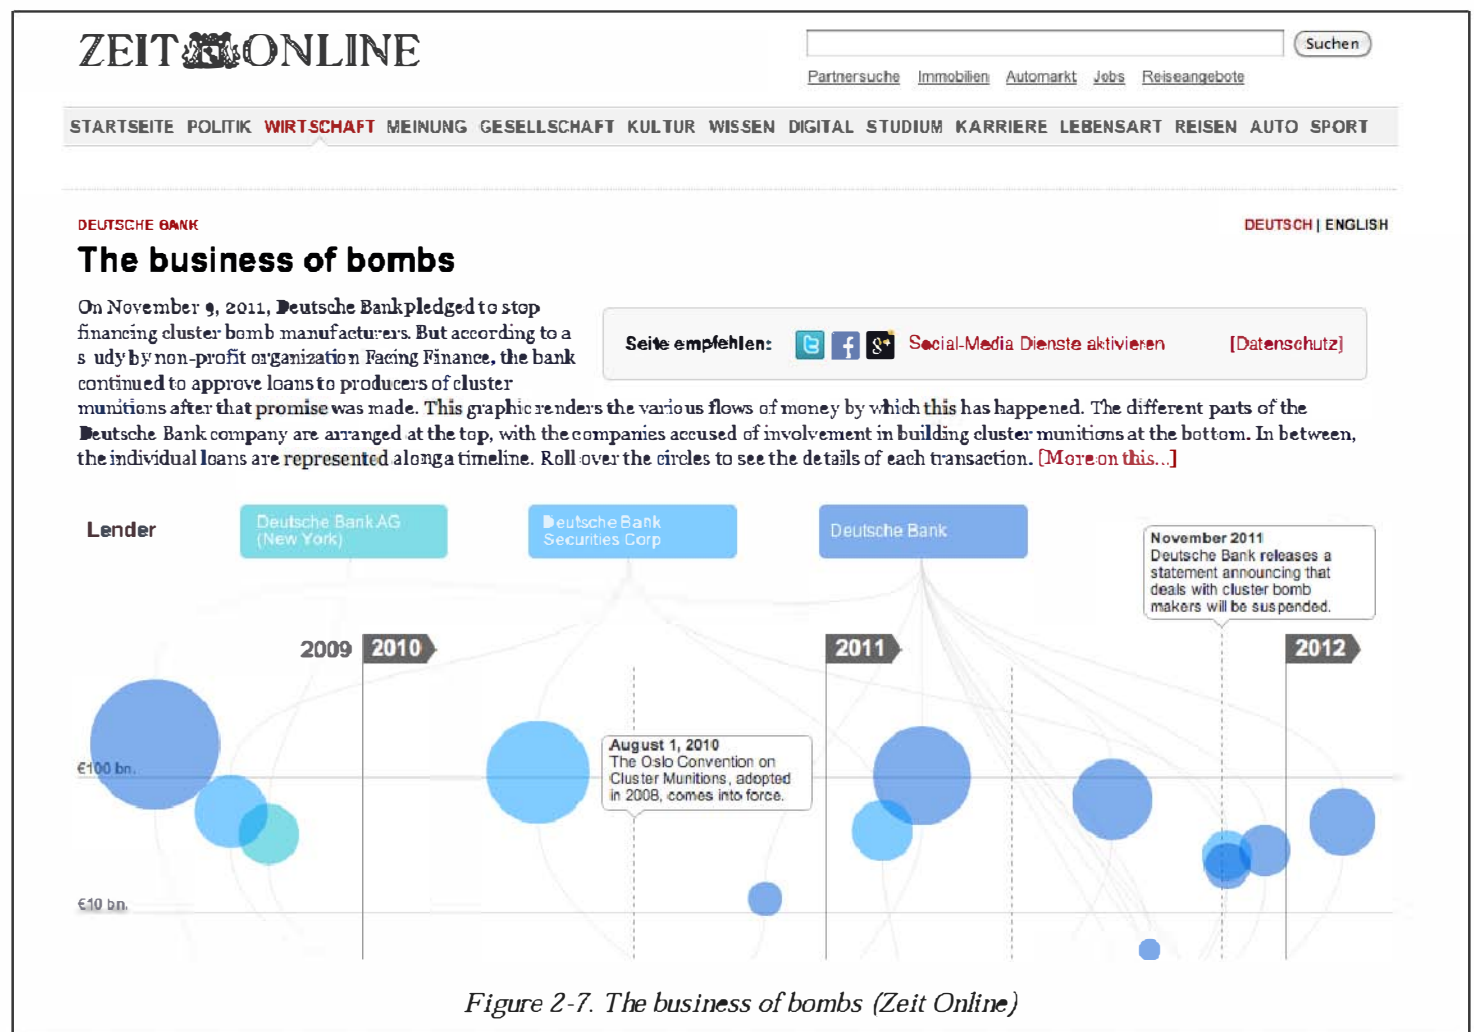 ZEIT ONLINE
Suchen
Partnersuche Immobilien Automarkt Jobs Reiseangebote
STARTSEITE POLITIK WIRTSCHAFT MEINUNG GESELLSCHAFT KULTUR WISSEN DIGITAL STUDIUM KARRIERE LEBENSART REISEN AUTO SPORT
DEUTSCHE BANK
DEUTSCH | ENGLISH
The business of bombs
On November 9, 2011, Deutsche Bank pledged to stop
financing cluster bomb manufacturers. But according to a
s udy by non-profit organization Facing Finance, the bank
continued to approve loans to producers of cluster
munitions after that promise was made. This graphic renders the various flows of money by which this has happened. The different parts of the
Deutsche Bank company are arranged at the top, with the companies accused of involvement in building cluster munitions at the bottom. In between,
the individual loans are represented along a timeline. Roll over the circles to see the details of each transaction. [More on this...]
Seite empfehlen: Social-Media Dienste aktivieren [Datenschutz]
Lender
Deutsche Bank AG
(New York)
Deutsche Bank
Securities Corp
Deutsche Bank
November 2011
Deutsche Bank releases a
statement announcing that
deals with cluster bomb
makers will be suspended.
2009 2010 2011 2012
August 1, 2010
The Oslo Convention on
Cluster Munitions, adopted
in 2008, comes into force.
€100 bn.
€10 bn.
Figure 2-7. The business of bombs (Zeit Online)